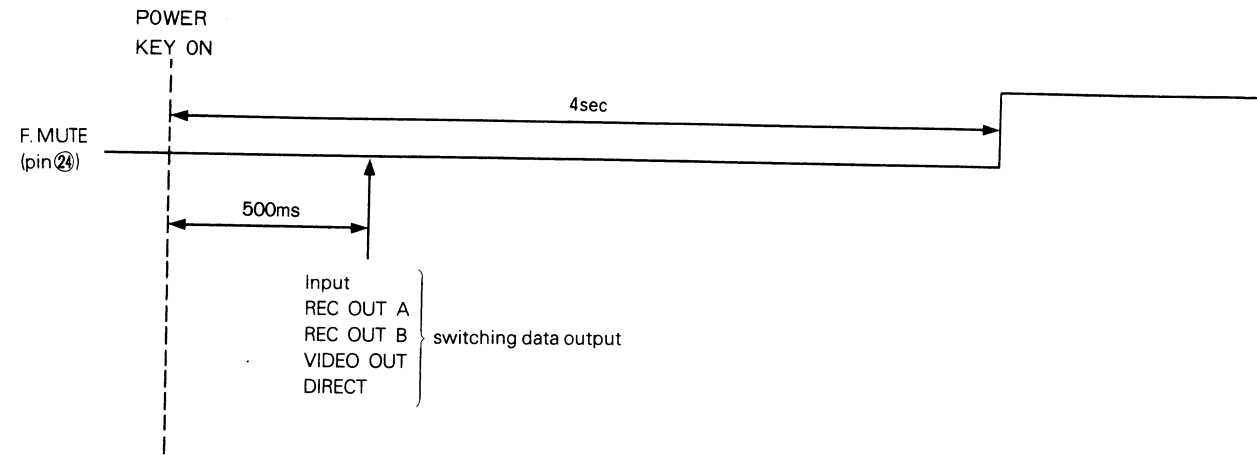 POWER
KEY ON
4sec
F. MUTE
(pin㉔)
500ms
Input
REC OUT A
REC OUT B
VIDEO OUT
DIRECT
switching data output